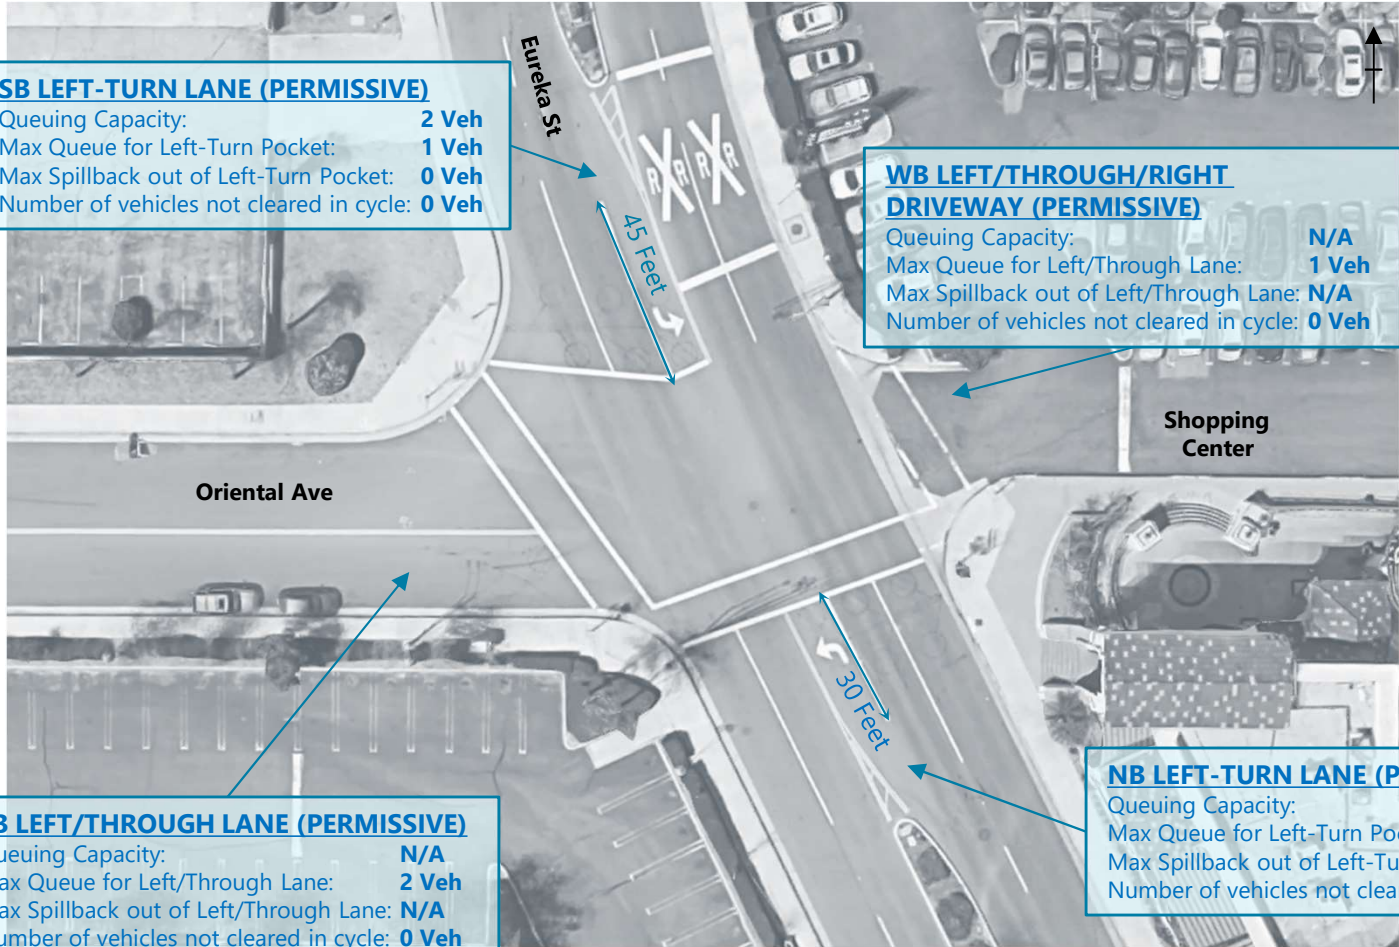 Eureka St
SB LEFT-TURN LANE (PERMISSIVE)
Queuing Capacity: 2 Veh
Max Queue for Left-Turn Pocket: 1 Veh
Max Spillback out of Left-Turn Pocket: 0 Veh
Number of vehicles not cleared in cycle: 0 Veh
R R
R R
WB LEFT/THROUGH/RIGHT
DRIVEWAY (PERMISSIVE)
Queuing Capacity: N/A
Max Queue for Left/Through Lane: 1 Veh
Max Spillback out of Left/Through Lane: N/A
Number of vehicles not cleared in cycle: 0 Veh
45 Feet
Shopping
Center
Oriental Ave
30 Feet
B LEFT/THROUGH LANE (PERMISSIVE)
ueuing Capacity: N/A
ax Queue for Left/Through Lane: 2 Veh
ax Spillback out of Left/Through Lane: N/A
umber of vehicles not cleared in cycle: 0 Veh
NB LEFT-TURN LANE (P
Queuing Capacity:
Max Queue for Left-Turn Poc
Max Spillback out of Left-Tu
Number of vehicles not clea